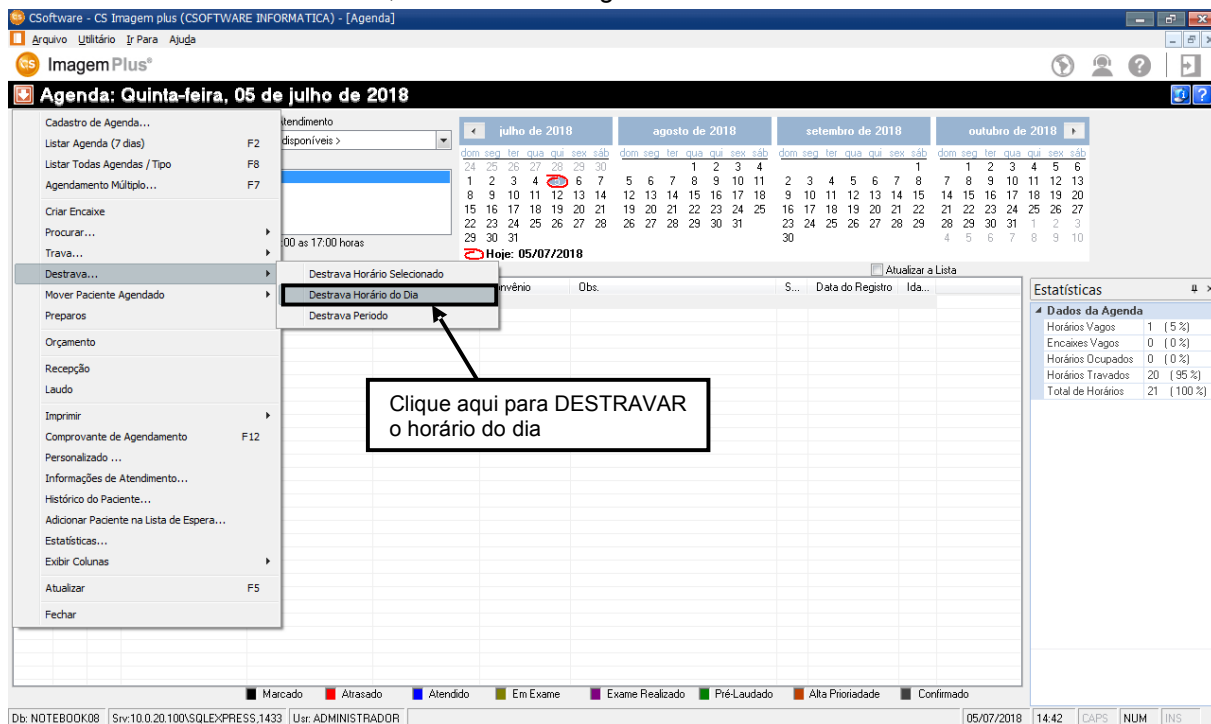 CSoftware - CS Imagem plus (CSOFTWARE INFORMATICA) - [Agenda]
Arquivo Utilitário Ir Para Ajuda
cs ImagemPlus®
Agenda: Quinta-feira, 05 de julho de 2018
Cadastro de Agenda...
Listar Agenda (7 dias) F2
Listar Todas Agendas / Tipo F8
Agendamento Múltiplo... F7
Criar Encaixe
Procurar...
Trava...
Destrava...
Mover Paciente Agendado
Preparos
Orçamento
Recepção
Laudo
Imprimir
Comprovante de Agendamento F12
Personalizado ...
Informações de Atendimento...
Histórico do Paciente...
Adicionar Paciente na Lista de Espera...
Estatísticas...
Exibir Colunas
Atualizar F5
Fechar
Destrava Horário Selecionado
Destrava Horário do Dia
Destrava Periodo
Clique aqui para DESTRAVAR
o horário do dia
tendimento
disponíveis >
:00 as 17:00 horas
julho de 2018
dom seg ter qua qui sex sáb
24 25 26 27 28 29 30
1 2 3 4 6 7
8 9 10 11 12 13 14
15 16 17 18 19 20 21
22 23 24 25 26 27 28
29 30 31
agosto de 2018
dom seg ter qua qui sex sáb
1 2 3 4
5 6 7 8 9 10 11
12 13 14 15 16 17 18
19 20 21 22 23 24 25
26 27 28 29 30 31
setembro de 2018
dom seg ter qua qui sex sáb
1
2 3 4 5 6 7 8
9 10 11 12 13 14 15
16 17 18 19 20 21 22
23 24 25 26 27 28 29
30
outubro de 2018
dom seg ter qua qui sex sáb
1 2 3 4 5 6
7 8 9 10 11 12 13
14 15 16 17 18 19 20
21 22 23 24 25 26 27
28 29 30 31 1 2 3
4 5 6 7 8 9 10
Hoje: 05/07/2018
Atualizar a Lista
nvênio Obs. S... Data do Registro Ida...
Estatísticas
Dados da Agenda
Horários Vagos 1 (5 %)
Encaixes Vagos 0 (0 %)
Horários Ocupados 0 (0 %)
Horários Travados 20 (95 %)
Total de Horários 21 (100 %)
Marcado Atrasado Atendido Em Exame Exame Realizado Pré-Laudado Alta Prioriadade Confirmado
Db: NOTEBOOK08 Srv:10.0.20.100\SQLEXPRESS,1433 Usr: ADMINISTRADOR 05/07/2018 14:42 CAPS NUM INS